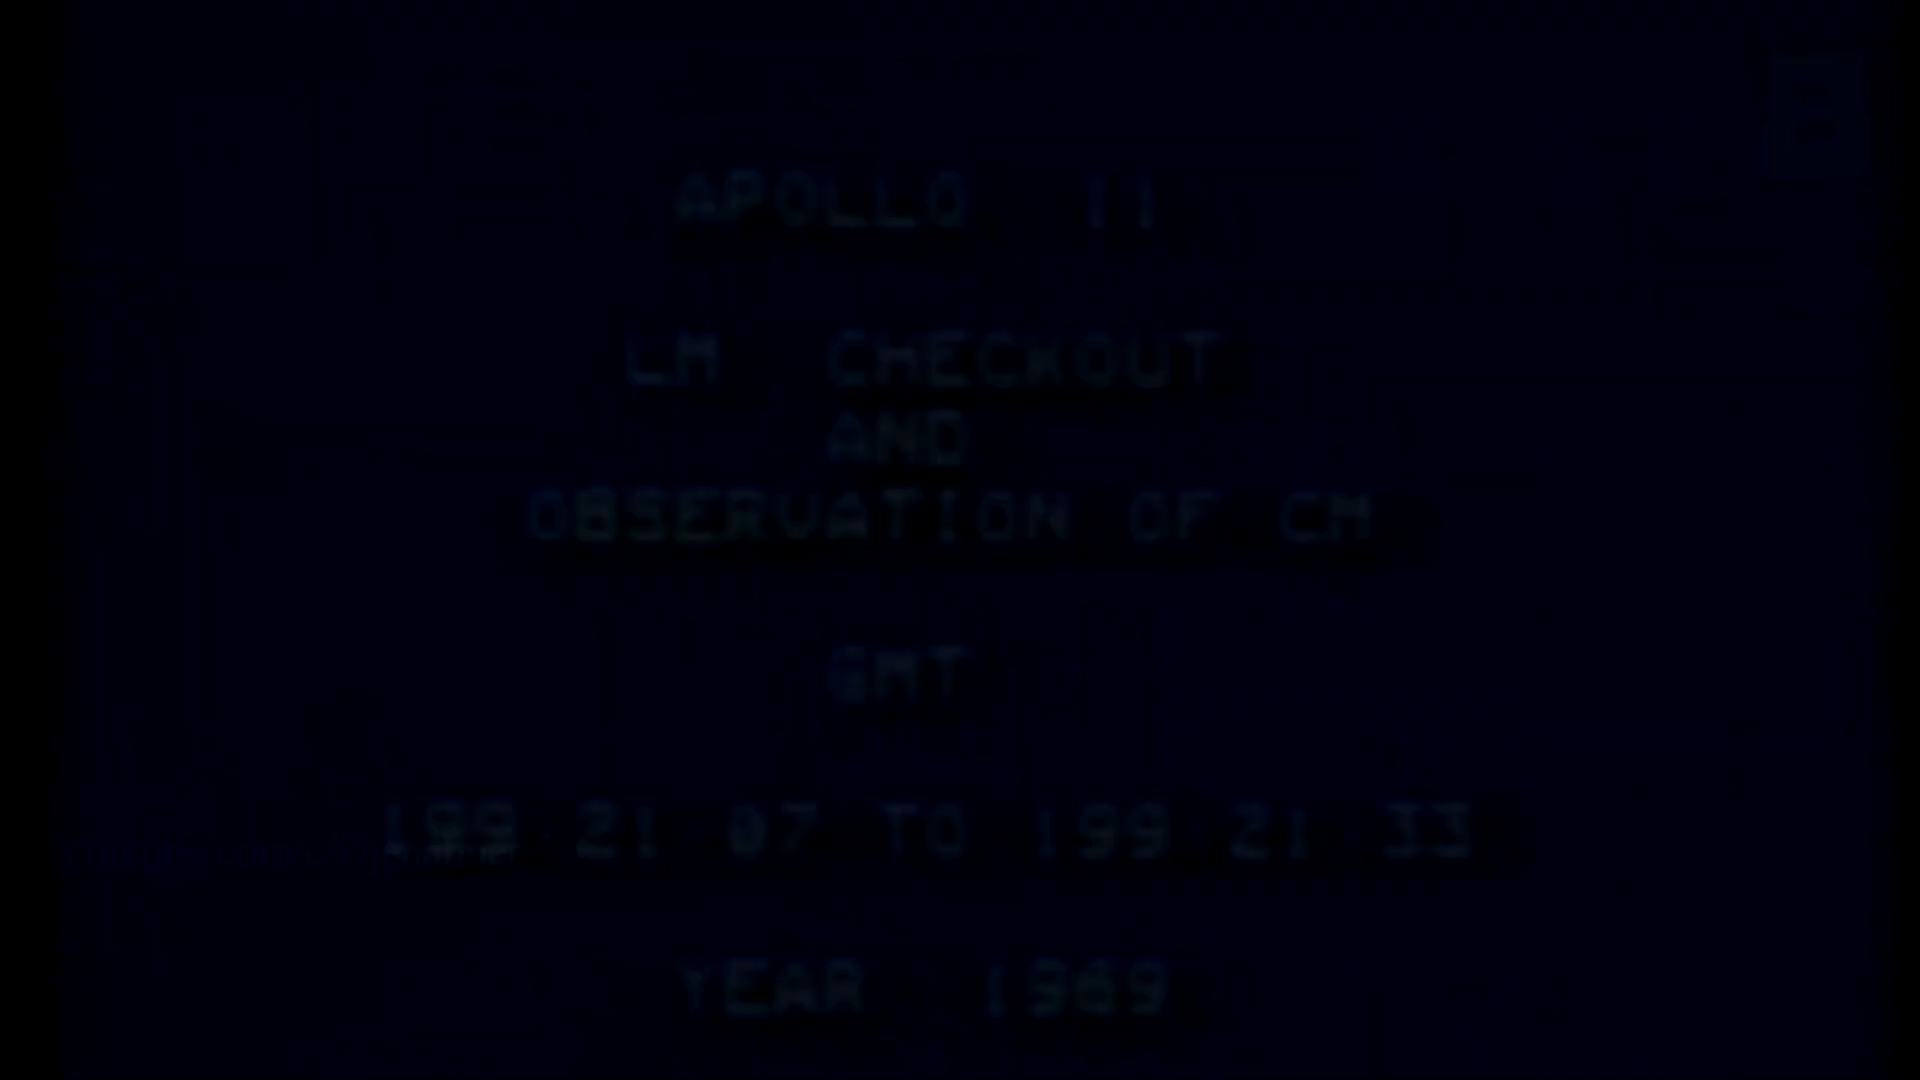 APOLLO 11
LM CHECKOUT
AND
OBSERVATION OF CM
GMT
199 21 07 TO 199 21 33
YEAR 1969